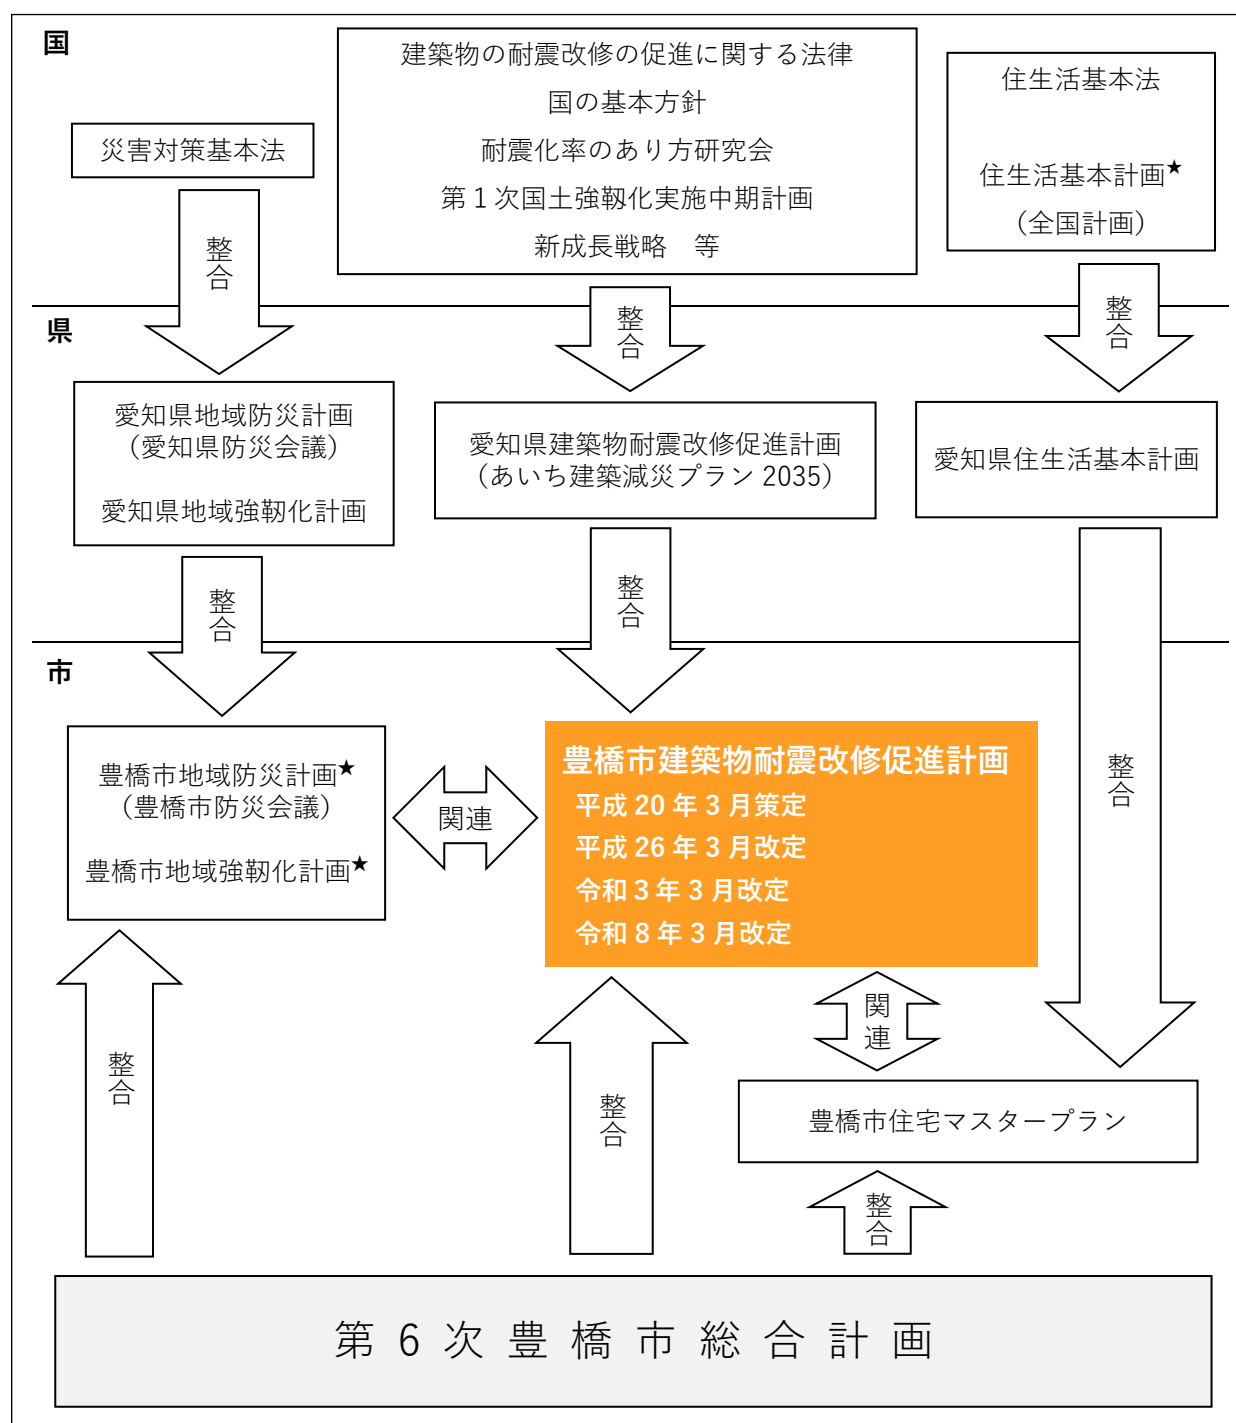 国
建築物の耐震改修の促進に関する法律
国の基本方針
耐震化率のあり方研究会
第1次国土強靱化実施中期計画
新成長戦略　等
住生活基本法
住生活基本計画★
（全国計画）
災害対策基本法
整合
整合
整合
県
愛知県地域防災計画
（愛知県防災会議）
愛知県地域強靱化計画
愛知県建築物耐震改修促進計画
（あいち建築減災プラン 2035）
愛知県住生活基本計画
整合
整合
整合
市
豊橋市地域防災計画★
（豊橋市防災会議）
豊橋市地域強靱化計画★
関連
豊橋市建築物耐震改修促進計画
平成 20 年 3 月策定
平成 26 年 3 月改定
令和 3 年 3 月改定
令和 8 年 3 月改定
関連
整合
整合
豊橋市住宅マスタープラン
整合
第 6 次 豊 橋 市 総 合 計 画